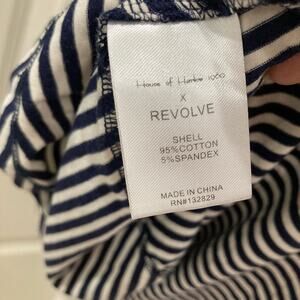 House of Harlow 1960
X
REVOLVE
SHELL
95%COTTON
5%SPANDEX
MADE IN CHINA
RN#132829